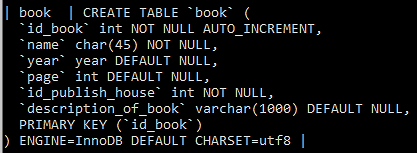 | book | CREATE TABLE `book` (
`id_book` int NOT NULL AUTO_INCREMENT,
`name` char(45) NOT NULL,
`year` year DEFAULT NULL,
`page` int DEFAULT NULL,
`id_publish_house` int NOT NULL,
`description_of_book` varchar(1000) DEFAULT NULL,
PRIMARY KEY (`id_book`)
) ENGINE=InnoDB DEFAULT CHARSET=utf8 |